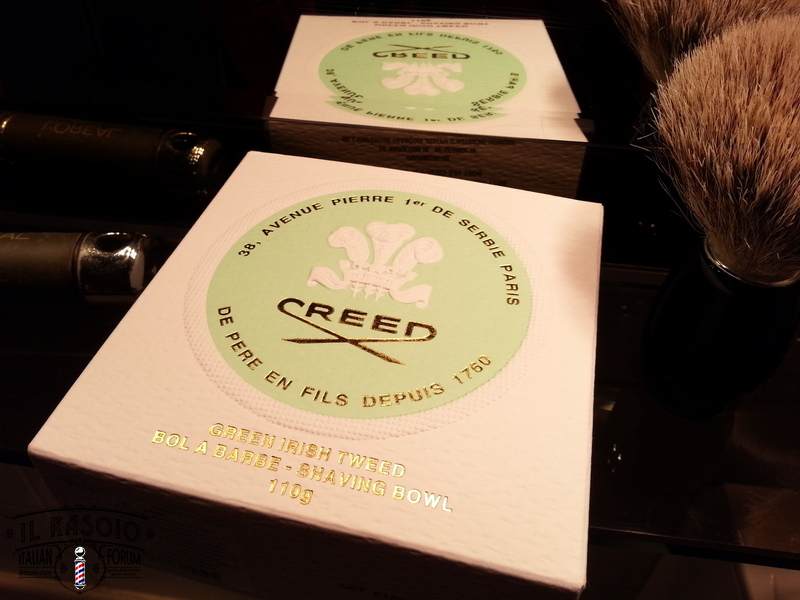 38, AVENUE PIERRE 1er DE SERBIE PARIS
CREED
DE PERE EN FILS DEPUIS 1760
GREEN IRISH TWEED
BOL A BARBE - SHAVING BOWL
110g
CREED
IL RASOIO
ITALIAN FORUM